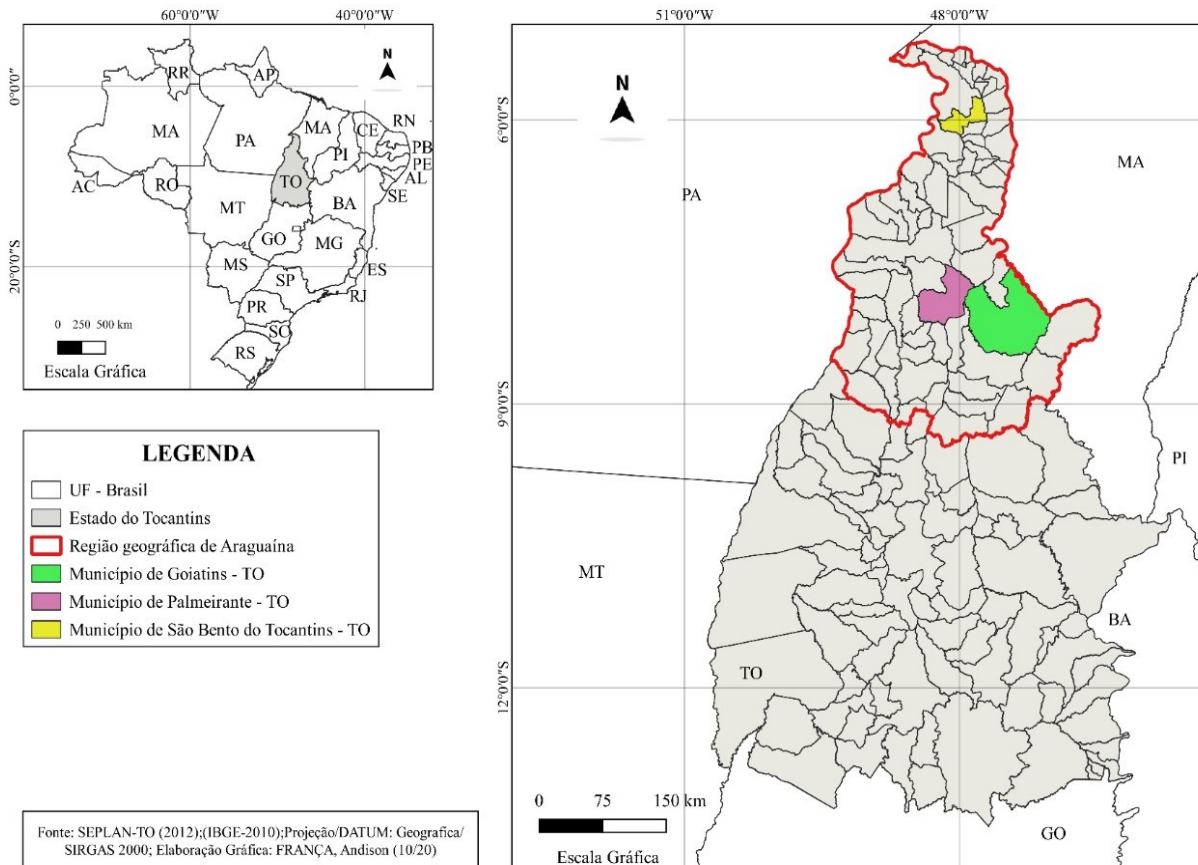 60°0'0"W
40°0'0"W
N
0°0'0"
20°0'0"S
RR
AP
MA
PA
MA
CE
RN
PI
PB
PE
AL
SE
AC
RO
TO
MT
BA
GO
MG
MS
ES
SP
RJ
PR
SC
RS
0 250 500 km
Escala Gráfica
LEGENDA
UF - Brasil
Estado do Tocantins
Região geográfica de Araguaína
Município de Goiatins - TO
Município de Palmeirante - TO
Município de São Bento do Tocantins - TO
Fonte: SEPLAN-TO (2012);(IBGE-2010);Projeção/DATUM: Geografica/
SIRGAS 2000; Elaboração Gráfica: FRANÇA, Andison (10/20)
51°0'0"W
48°0'0"W
N
6°0'0"S
9°0'0"S
12°0'0"S
PA
MA
PI
MT
BA
TO
GO
0 75 150 km
Escala Gráfica